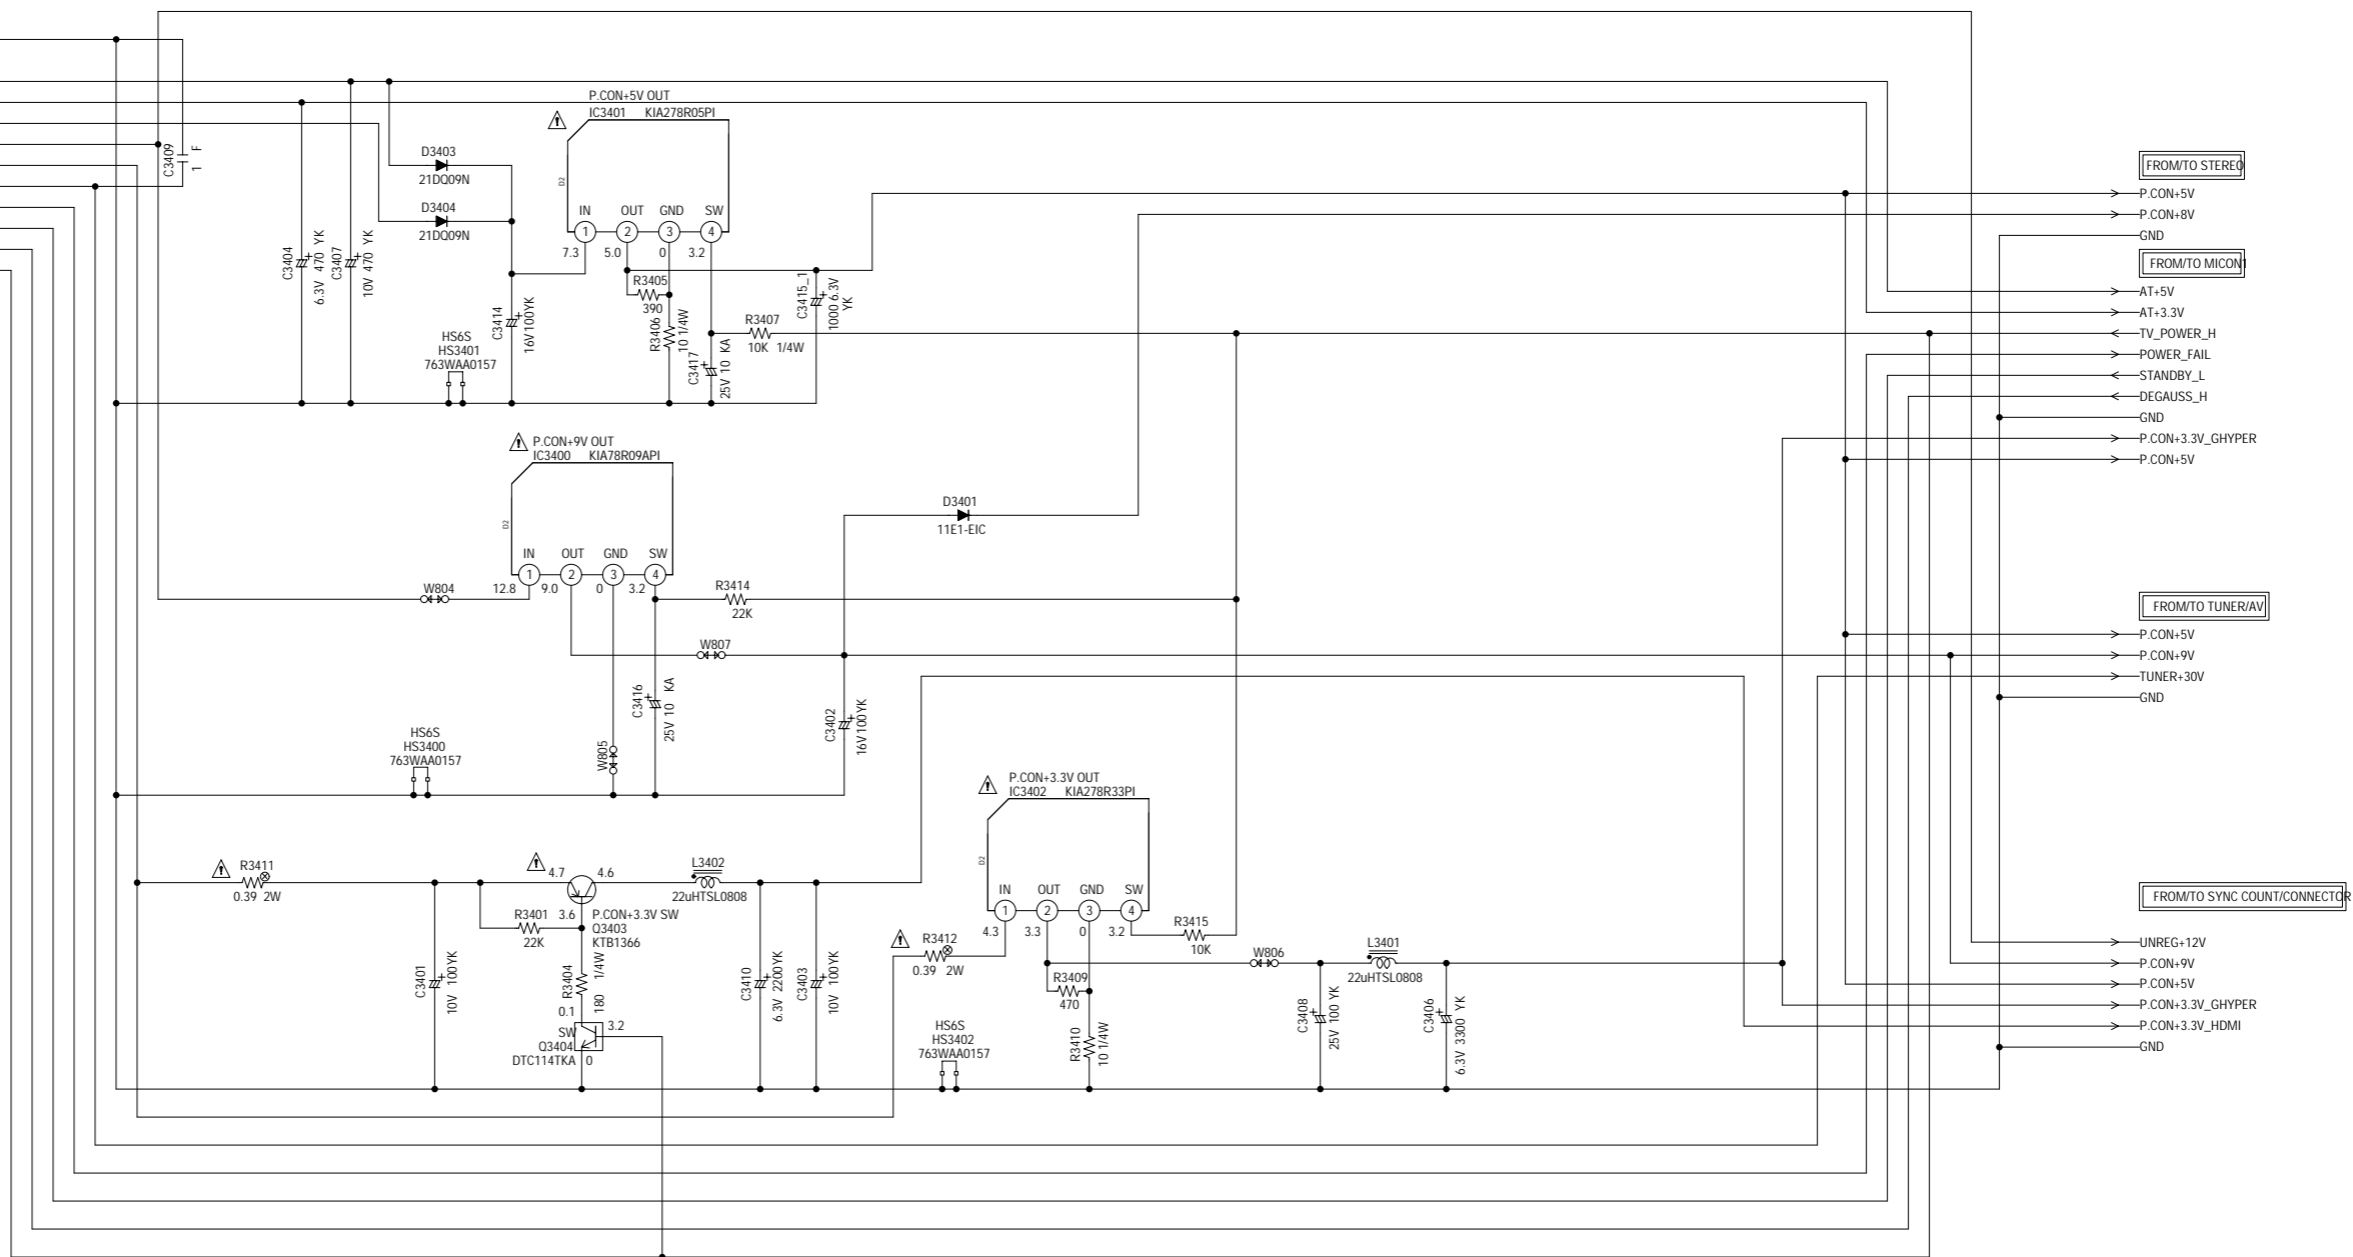 P.CON+5V OUT
IC3401 KIA278R05PI
D2
IN OUT GND SW
1 2 3 4
7.3 5.0 0 3.2
C3409
1 F
D3403
21DQ09N
D3404
21DQ09N
C3404
6.3V 470 YK
C3407
10V 470 YK
C3414
16V100YK
R3405
390
R3406
10 1/4W
C3417
25V 10 KA
R3407
10K 1/4W
C3415_1
1000 6.3V
YK
HS6S
HS3401
763WAA0157
FROM/TO STEREO
P.CON+5V
P.CON+8V
GND
FROM/TO MICON1
AT+5V
AT+3.3V
TV_POWER_H
POWER_FAIL
STANDBY_L
DEGAUSS_H
GND
P.CON+3.3V_GHYPER
P.CON+5V
P.CON+9V OUT
IC3400 KIA78R09API
D2
IN OUT GND SW
1 2 3 4
12.8 9.0 0 3.2
W804
R3414
22K
D3401
11E1-EIC
W807
C3416
25V 10 KA
C3402
16V100YK
W805
HS6S
HS3400
763WAA0157
FROM/TO TUNER/AV
P.CON+5V
P.CON+9V
TUNER+30V
GND
P.CON+3.3V OUT
IC3402 KIA278R33PI
D2
IN OUT GND SW
1 2 3 4
4.3 3.3 0 3.2
R3411
0.39 2W
4.7 4.6
3.6
P.CON+3.3V SW
Q3403
KTB1366
L3402
22uHTSL0808
R3401
22K
R3404
180 1/4W
C3401
10V 100YK
C3410
6.3V 2200YK
C3403
10V 100YK
0.1
SW
Q3404
DTC114TKA
3.2
0
R3412
0.39 2W
R3415
10K
R3409
470
R3410
10 1/4W
W806
L3401
22uHTSL0808
C3408
25V 100 YK
C3406
6.3V 3300 YK
HS6S
HS3402
763WAA0157
FROM/TO SYNC COUNT/CONNECTOR
UNREG+12V
P.CON+9V
P.CON+5V
P.CON+3.3V_GHYPER
P.CON+3.3V_HDMI
GND